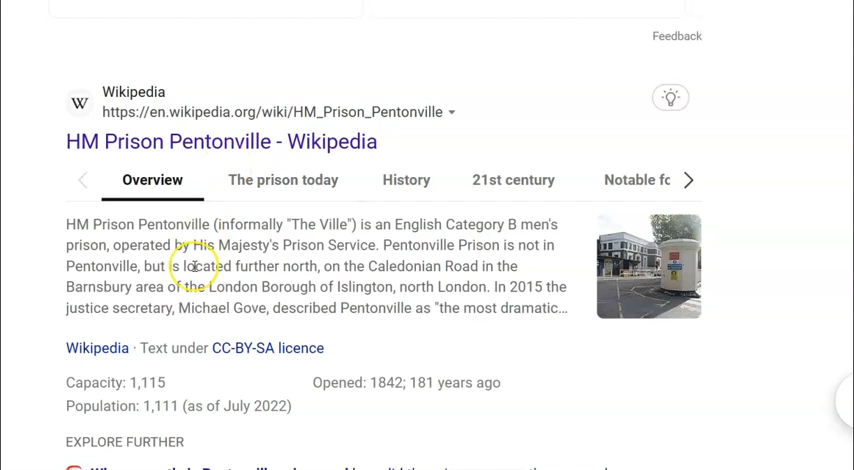 Feedback
W
Wikipedia
https://en.wikipedia.org/wiki/HM_Prison_Pentonville
HM Prison Pentonville - Wikipedia
Overview The prison today History 21st century Notable fc
HM Prison Pentonville (informally "The Ville") is an English Category B men's
prison, operated by His Majesty's Prison Service. Pentonville Prison is not in
Pentonville, but is located further north, on the Caledonian Road in the
Barnsbury area of the London Borough of Islington, north London. In 2015 the
justice secretary, Michael Gove, described Pentonville as "the most dramatic...
Wikipedia · Text under CC-BY-SA licence
Capacity: 1,115 Opened: 1842; 181 years ago
Population: 1,111 (as of July 2022)
EXPLORE FURTHER